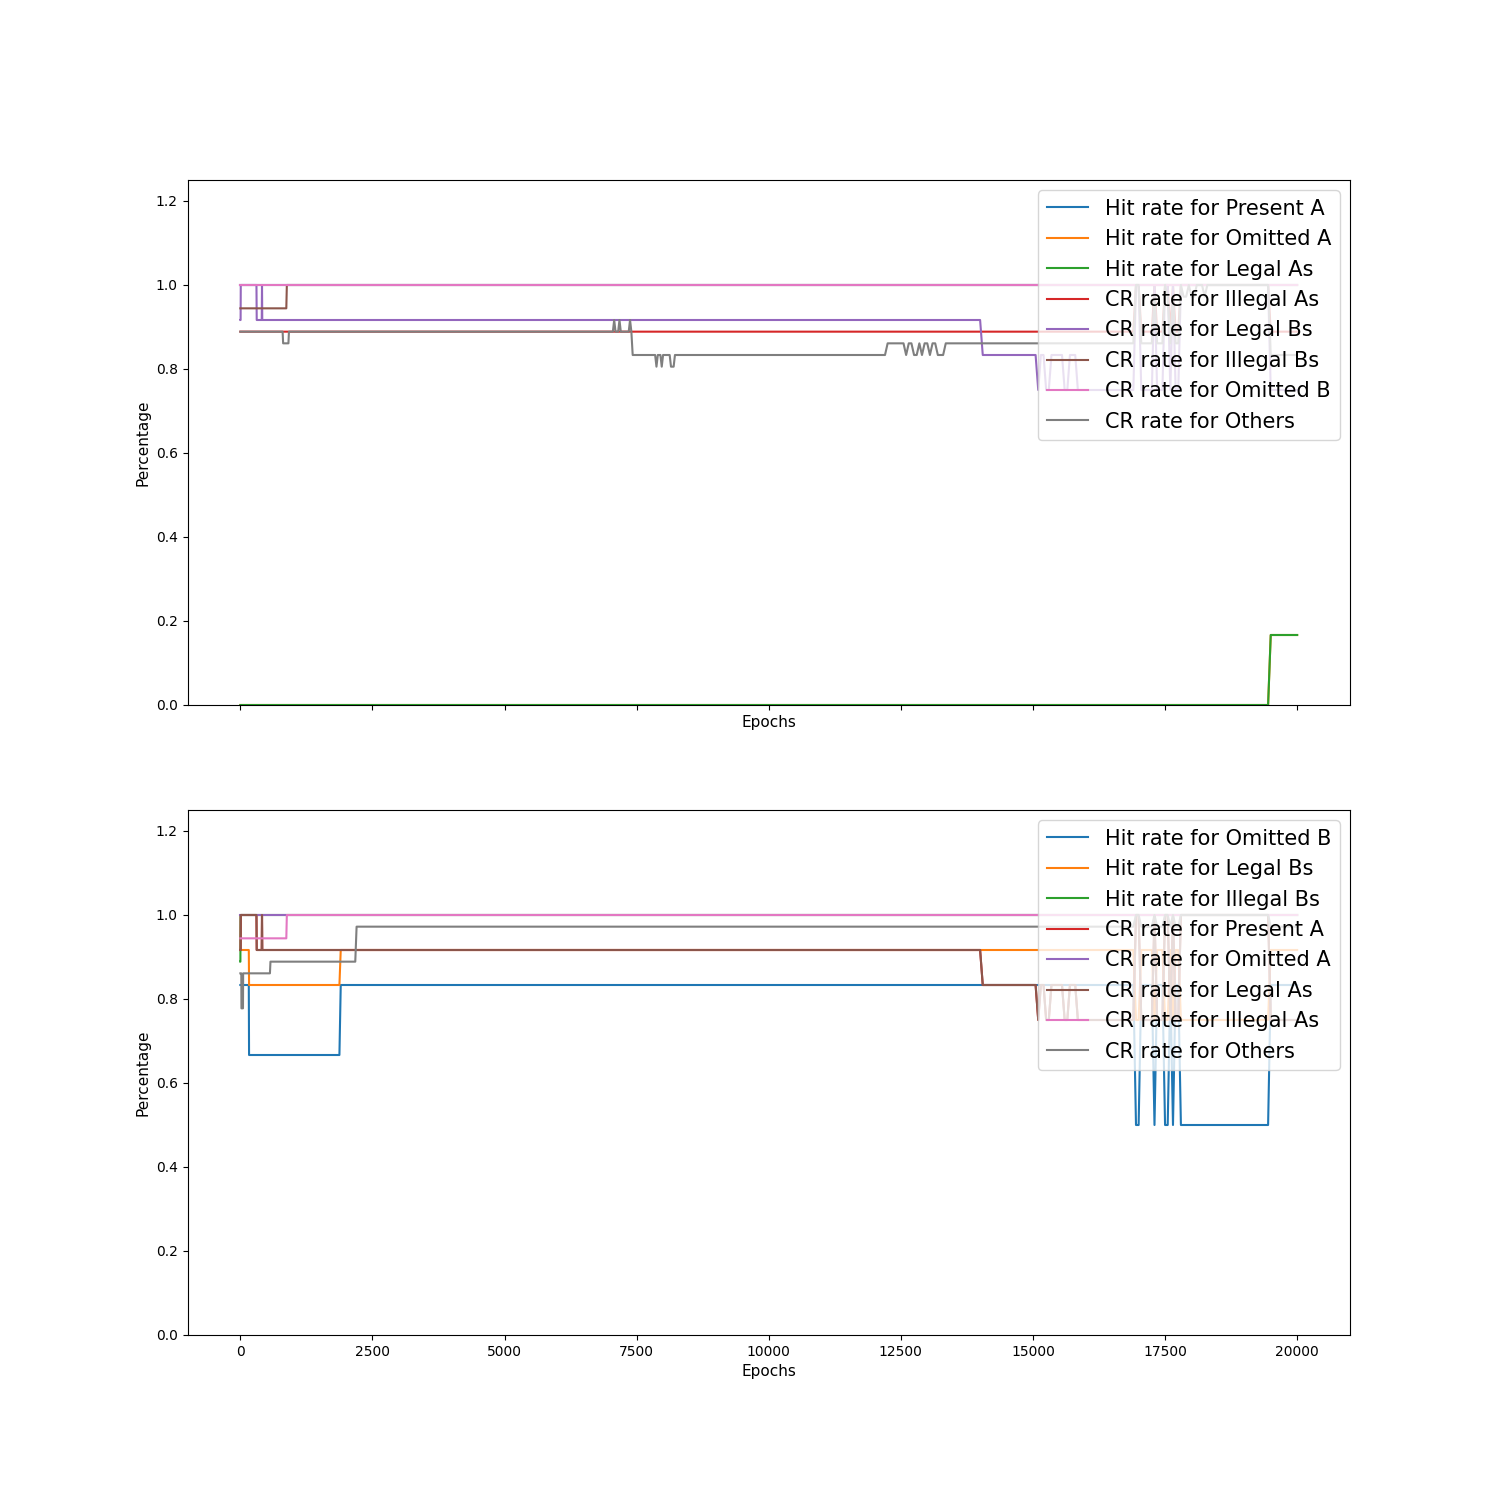 1.2
1.0
0.8
0.6
0.4
0.2
0.0
Percentage
Epochs
Hit rate for Present A
Hit rate for Omitted A
Hit rate for Legal As
CR rate for Illegal As
CR rate for Legal Bs
CR rate for Illegal Bs
CR rate for Omitted B
CR rate for Others
1.2
1.0
0.8
0.6
0.4
0.2
0.0
Percentage
Hit rate for Omitted B
Hit rate for Legal Bs
Hit rate for Illegal Bs
CR rate for Present A
CR rate for Omitted A
CR rate for Legal As
CR rate for Illegal As
CR rate for Others
0 2500 5000 7500 10000 12500 15000 17500 20000
Epochs